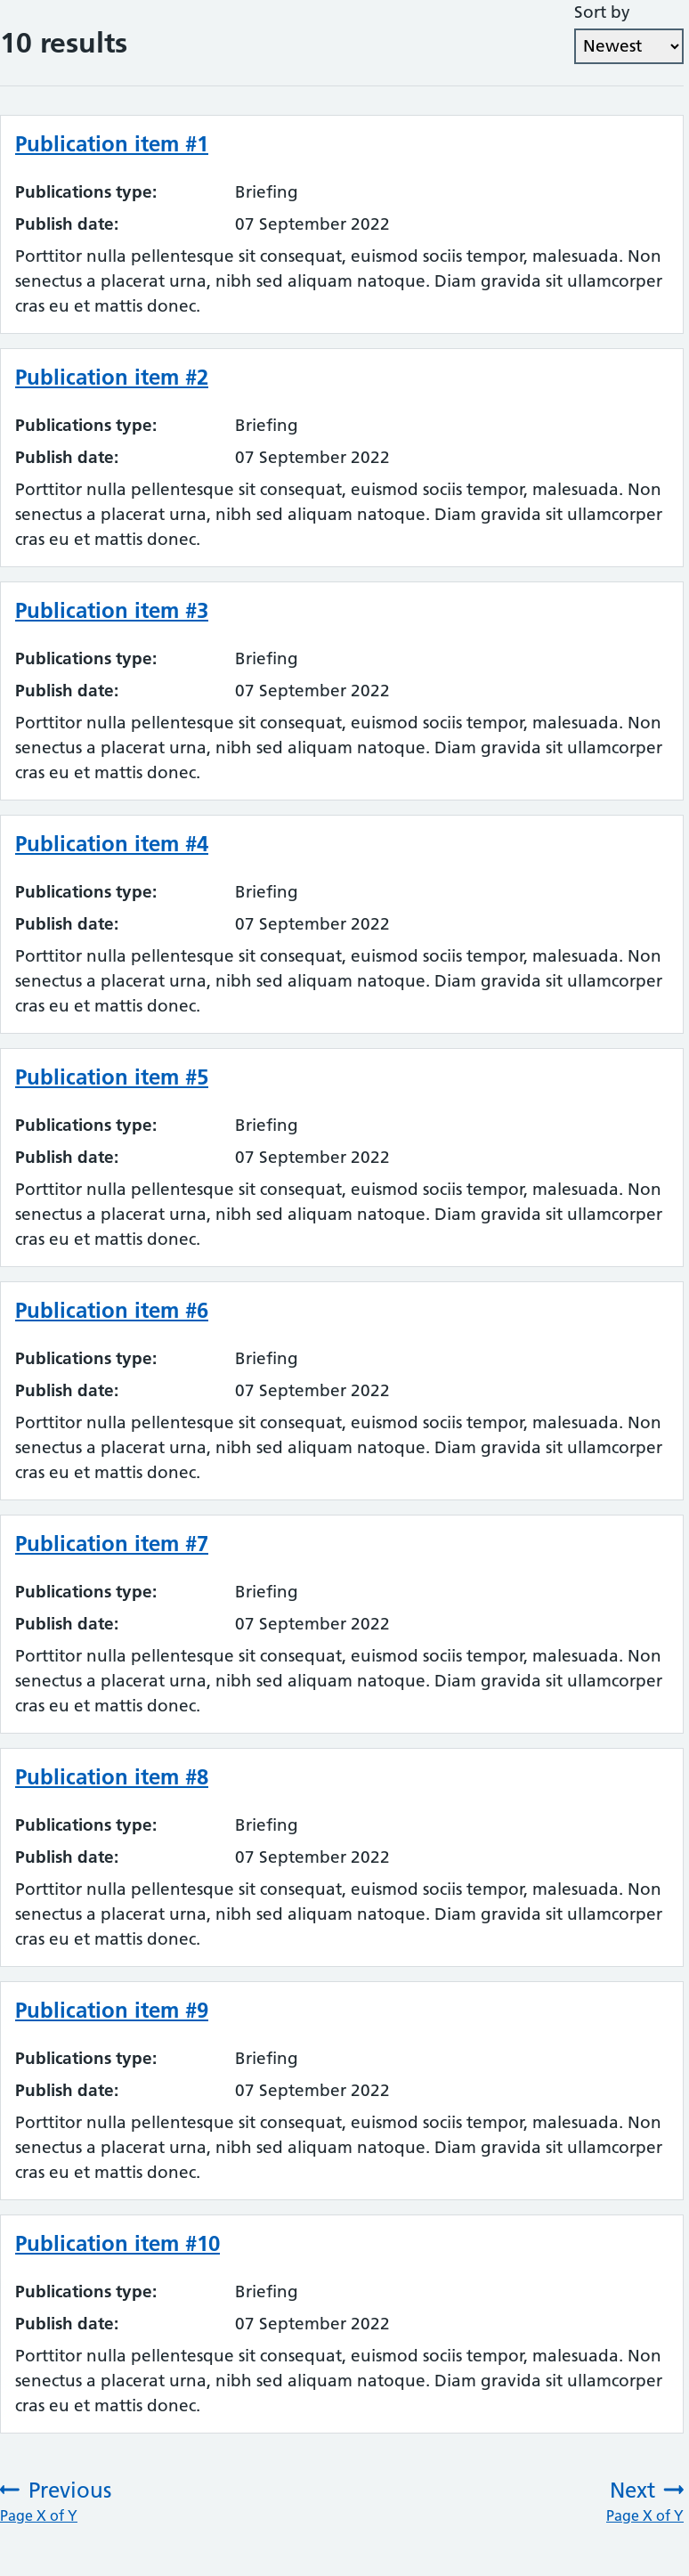 Sort by
10 results
Newest
Publication item #1
Publications type: Briefing
Publish date: 07 September 2022
Porttitor nulla pellentesque sit consequat, euismod sociis tempor, malesuada. Non
senectus a placerat urna, nibh sed aliquam natoque. Diam gravida sit ullamcorper
cras eu et mattis donec.
Publication item #2
Publications type: Briefing
Publish date: 07 September 2022
Porttitor nulla pellentesque sit consequat, euismod sociis tempor, malesuada. Non
senectus a placerat urna, nibh sed aliquam natoque. Diam gravida sit ullamcorper
cras eu et mattis donec.
Publication item #3
Publications type: Briefing
Publish date: 07 September 2022
Porttitor nulla pellentesque sit consequat, euismod sociis tempor, malesuada. Non
senectus a placerat urna, nibh sed aliquam natoque. Diam gravida sit ullamcorper
cras eu et mattis donec.
Publication item #4
Publications type: Briefing
Publish date: 07 September 2022
Porttitor nulla pellentesque sit consequat, euismod sociis tempor, malesuada. Non
senectus a placerat urna, nibh sed aliquam natoque. Diam gravida sit ullamcorper
cras eu et mattis donec.
Publication item #5
Publications type: Briefing
Publish date: 07 September 2022
Porttitor nulla pellentesque sit consequat, euismod sociis tempor, malesuada. Non
senectus a placerat urna, nibh sed aliquam natoque. Diam gravida sit ullamcorper
cras eu et mattis donec.
Publication item #6
Publications type: Briefing
Publish date: 07 September 2022
Porttitor nulla pellentesque sit consequat, euismod sociis tempor, malesuada. Non
senectus a placerat urna, nibh sed aliquam natoque. Diam gravida sit ullamcorper
cras eu et mattis donec.
Publication item #7
Publications type: Briefing
Publish date: 07 September 2022
Porttitor nulla pellentesque sit consequat, euismod sociis tempor, malesuada. Non
senectus a placerat urna, nibh sed aliquam natoque. Diam gravida sit ullamcorper
cras eu et mattis donec.
Publication item #8
Publications type: Briefing
Publish date: 07 September 2022
Porttitor nulla pellentesque sit consequat, euismod sociis tempor, malesuada. Non
senectus a placerat urna, nibh sed aliquam natoque. Diam gravida sit ullamcorper
cras eu et mattis donec.
Publication item #9
Publications type: Briefing
Publish date: 07 September 2022
Porttitor nulla pellentesque sit consequat, euismod sociis tempor, malesuada. Non
senectus a placerat urna, nibh sed aliquam natoque. Diam gravida sit ullamcorper
cras eu et mattis donec.
Publication item #10
Publications type: Briefing
Publish date: 07 September 2022
Porttitor nulla pellentesque sit consequat, euismod sociis tempor, malesuada. Non
senectus a placerat urna, nibh sed aliquam natoque. Diam gravida sit ullamcorper
cras eu et mattis donec.
Previous
Page X of Y
Next
Page X of Y